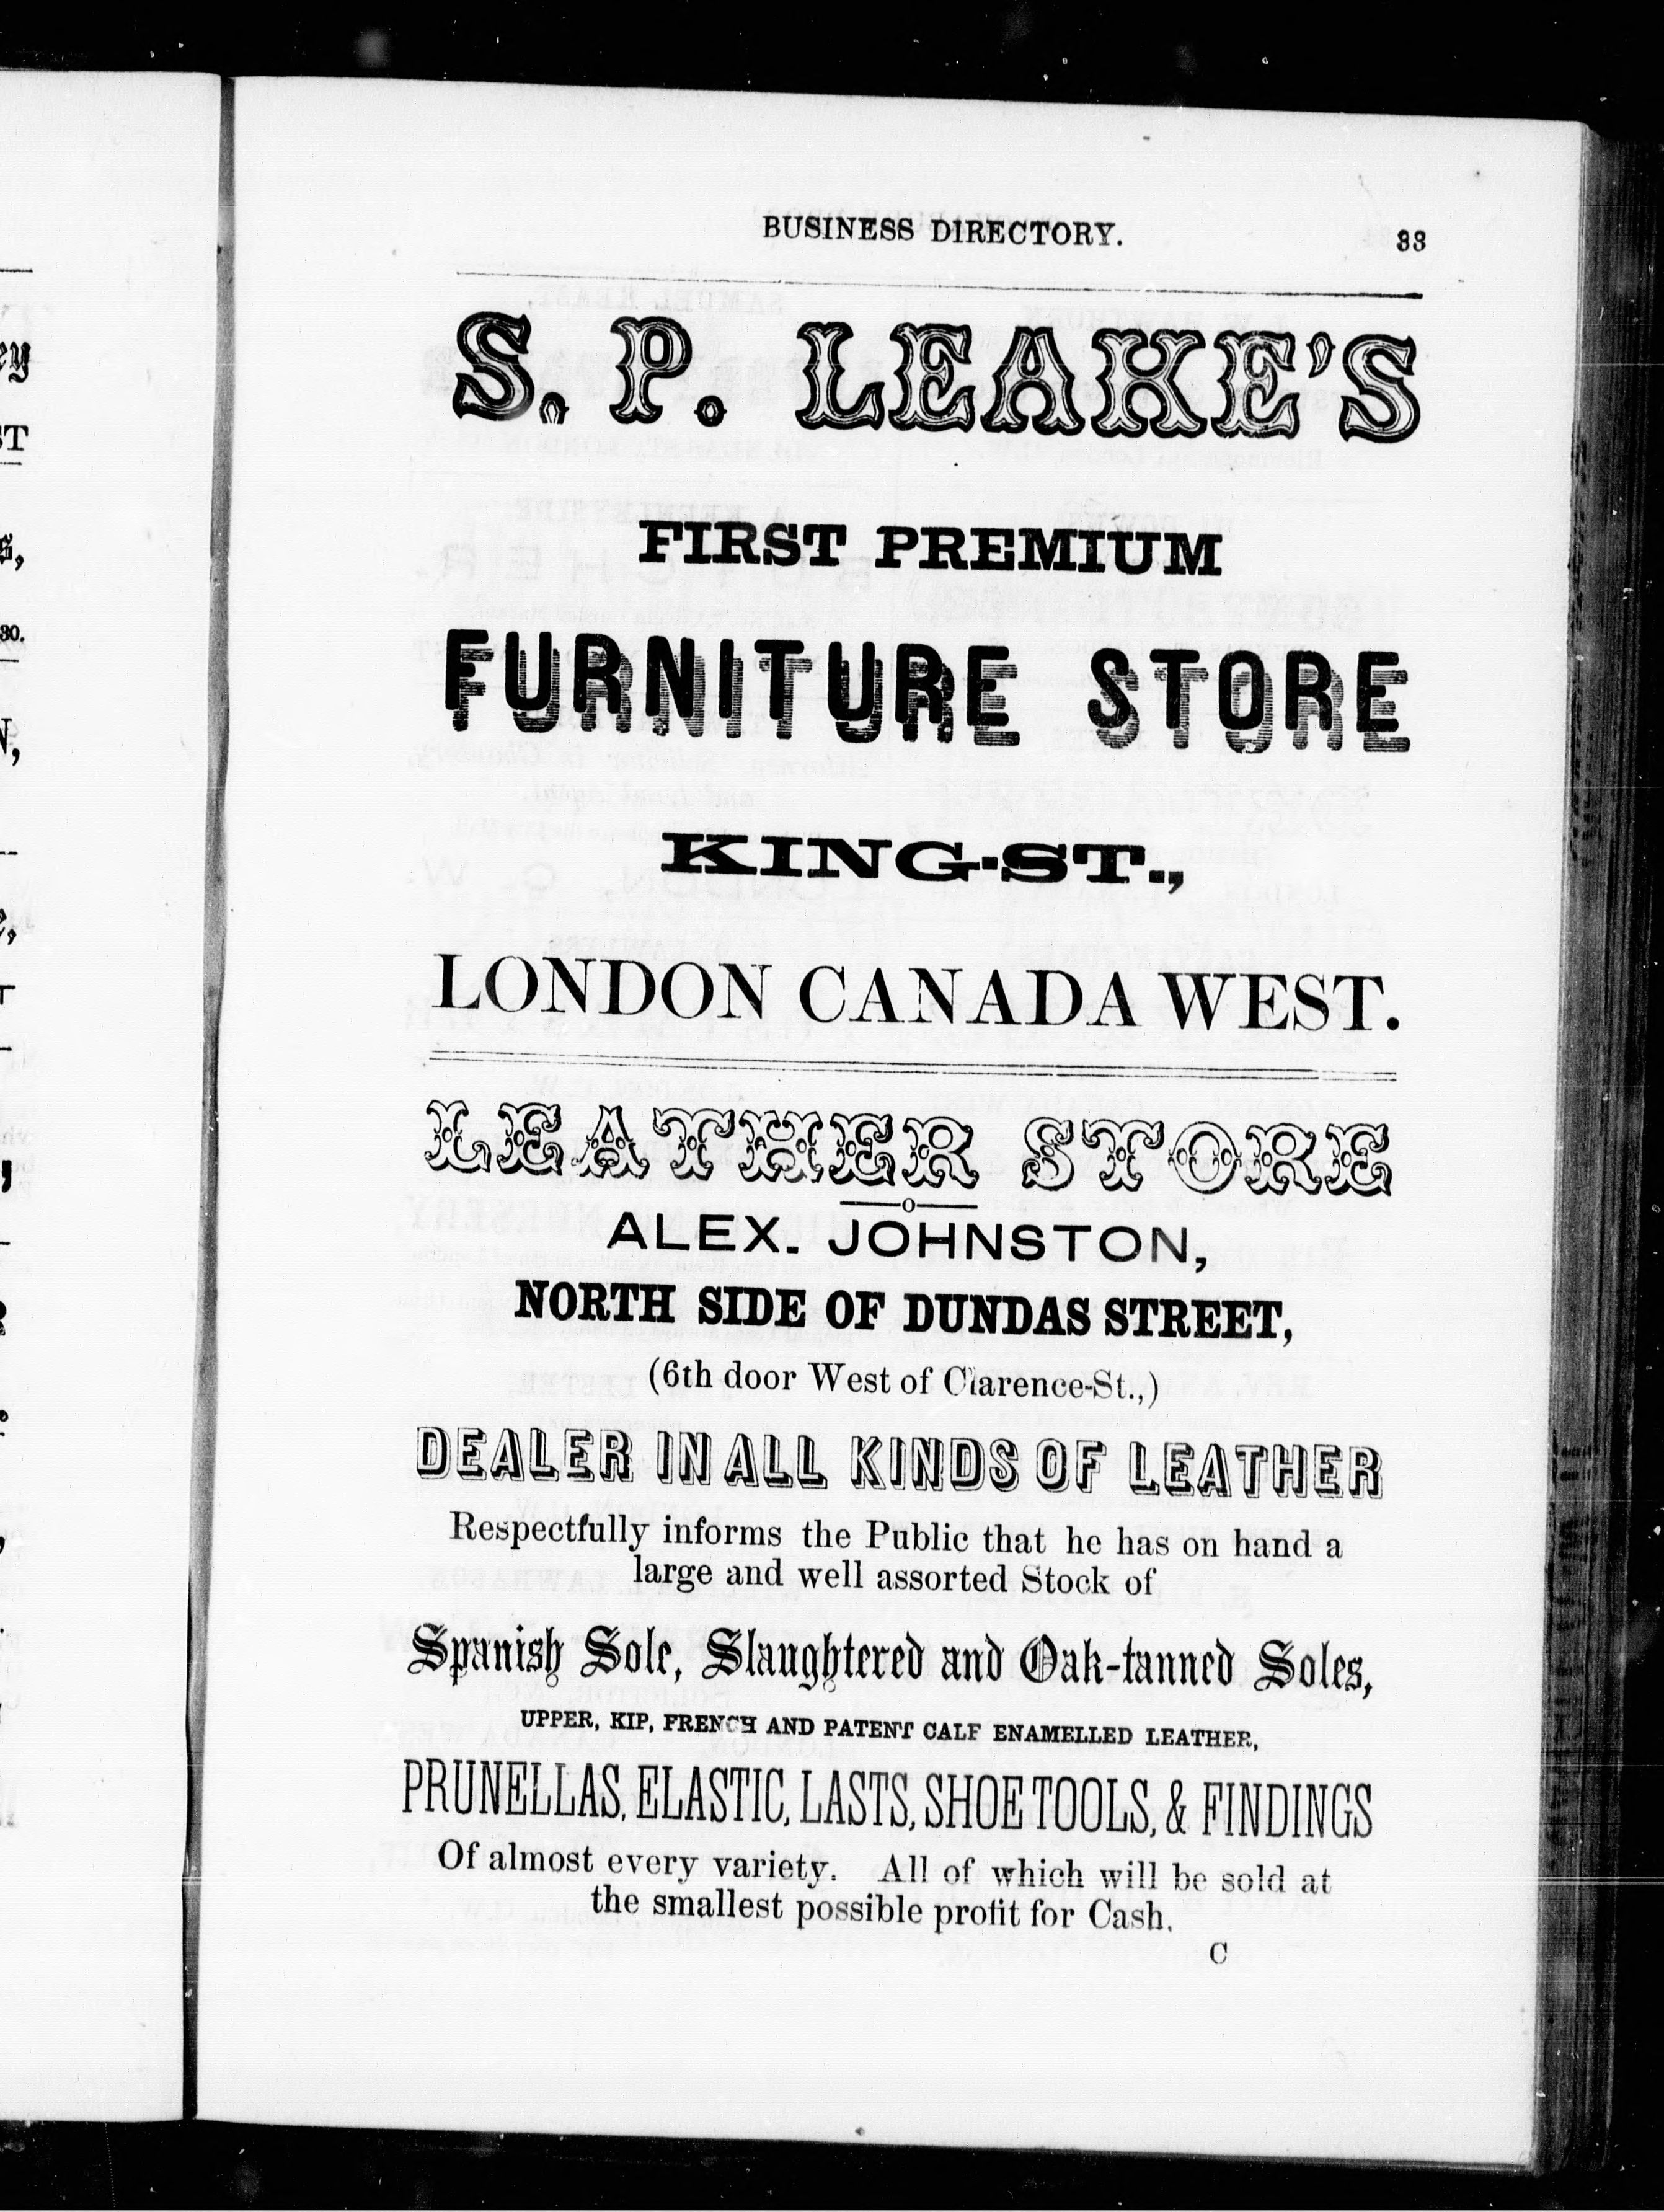 BUSINESS DIRECTORY. 33
S. P. LEAKE'S
FIRST PREMIUM
FURNITURE STORE
KING-ST.,
LONDON CANADA WEST.
LEATHER STORE
ALEX. JOHNSTON,
NORTH SIDE OF DUNDAS STREET,
(6th door West of Clarence-St.,)
DEALER IN ALL KINDS OF LEATHER
Respectfully informs the Public that he has on hand a
large and well assorted Stock of
Spanish Sole, Slaughtered and Oak-tanned Soles,
UPPER, KIP, FRENCH AND PATENT CALF ENAMELLED LEATHER,
PRUNELLAS, ELASTIC, LASTS, SHOE TOOLS, & FINDINGS
Of almost every variety. All of which will be sold at
the smallest possible profit for Cash.
C